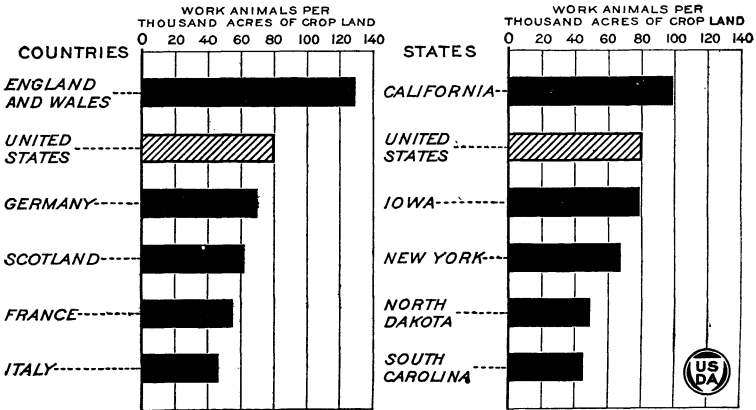 WORK ANIMALS PER
THOUSAND ACRES OF CROP LAND
COUNTRIES
0 20 40 60 80 100 120 140
ENGLAND
AND WALES
UNITED
STATES
GERMANY
SCOTLAND
FRANCE
ITALY
WORK ANIMALS PER
THOUSAND ACRES OF CROP LAND
STATES
0 20 40 60 80 100 120 140
CALIFORNIA
UNITED
STATES
IOWA
NEW YORK
NORTH
DAKOTA
SOUTH
CAROLINA
US
DA